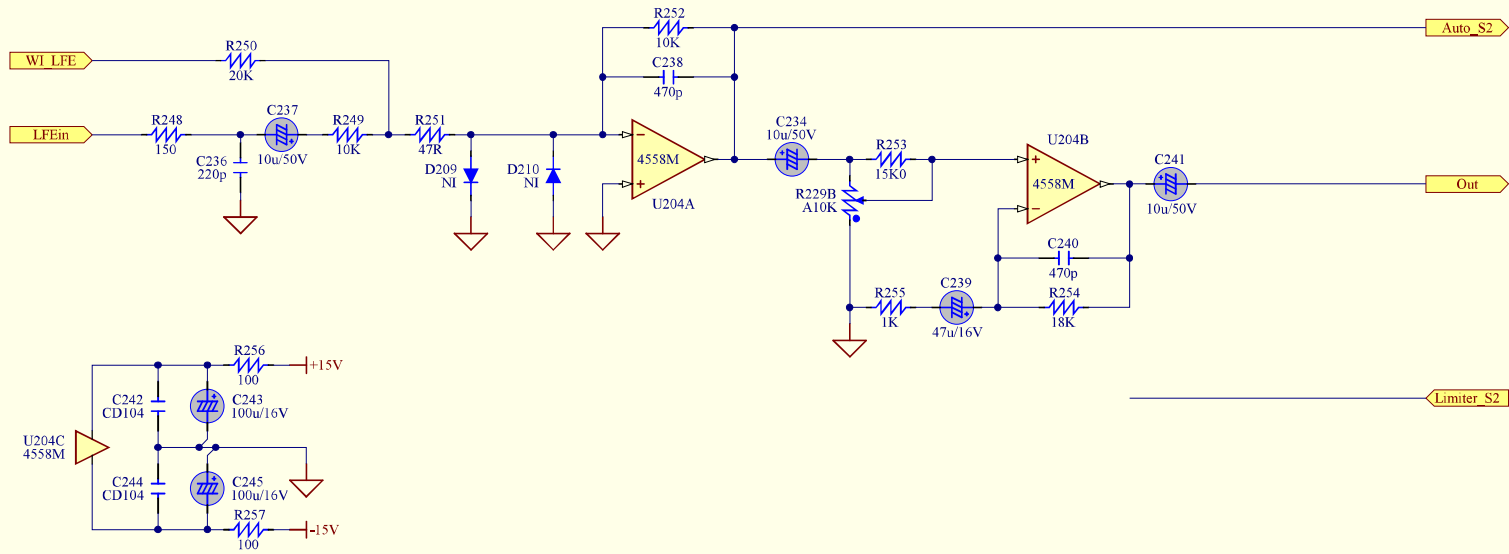 R252
10K
Auto_S2
WI_LFE
R250
20K
C238
470p
LFEin
R248
150
C237
10u/50V
R249
10K
R251
47R
C236
220p
D209
NI
D210
NI
4558M
U204A
C234
10u/50V
R253
15K0
R229B
A10K
U204B
4558M
C241
10u/50V
Out
C240
470p
R255
1K
C239
47u/16V
R254
18K
R256
100
+15V
C242
CD104
C243
100u/16V
U204C
4558M
C244
CD104
C245
100u/16V
R257
100
-15V
Limiter_S2